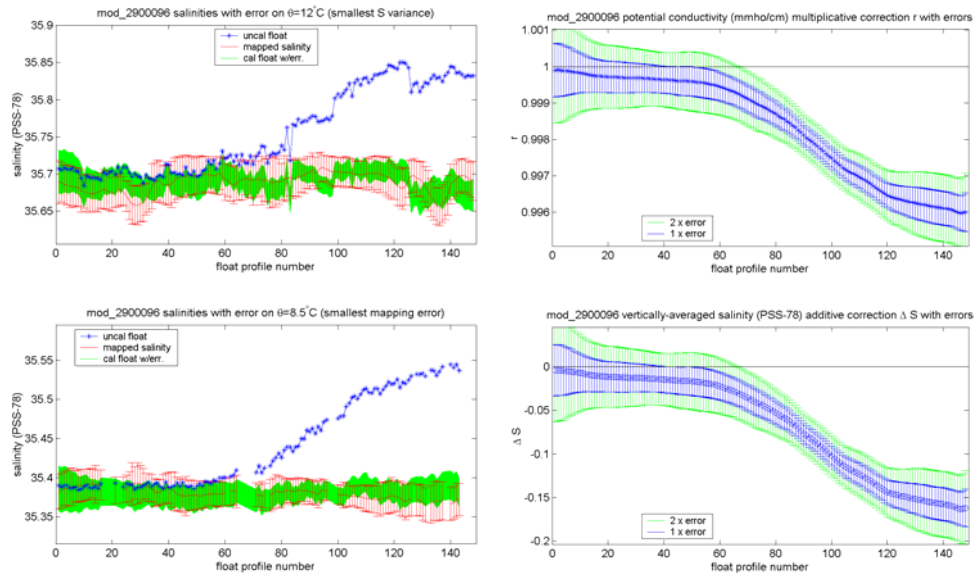 mod_2900096 salinities with error on θ=12°C (smallest S variance)
uncal float
mapped salinity
cal float w/err.
salinity (PSS-78)
35.85
35.8
35.75
35.7
35.65
0 20 40 60 80 100 120 140
float profile number
mod_2900096 potential conductivity (mmho/cm) multiplicative correction r with errors
1.001
1
0.999
0.998
0.997
0.996
r
2 x error
1 x error
0 20 40 60 80 100 120 140
float profile number
mod_2900096 salinities with error on θ=8.5°C (smallest mapping error)
uncal float
mapped salinity
cal float w/err.
salinity (PSS-78)
35.55
35.5
35.45
35.4
35.35
0 20 40 60 80 100 120 140
float profile number
mod_2900096 vertically-averaged salinity (PSS-78) additive correction Δ S with errors
0
-0.05
-0.1
-0.15
-0.2
Δ S
2 x error
1 x error
0 20 40 60 80 100 120 140
float profile number